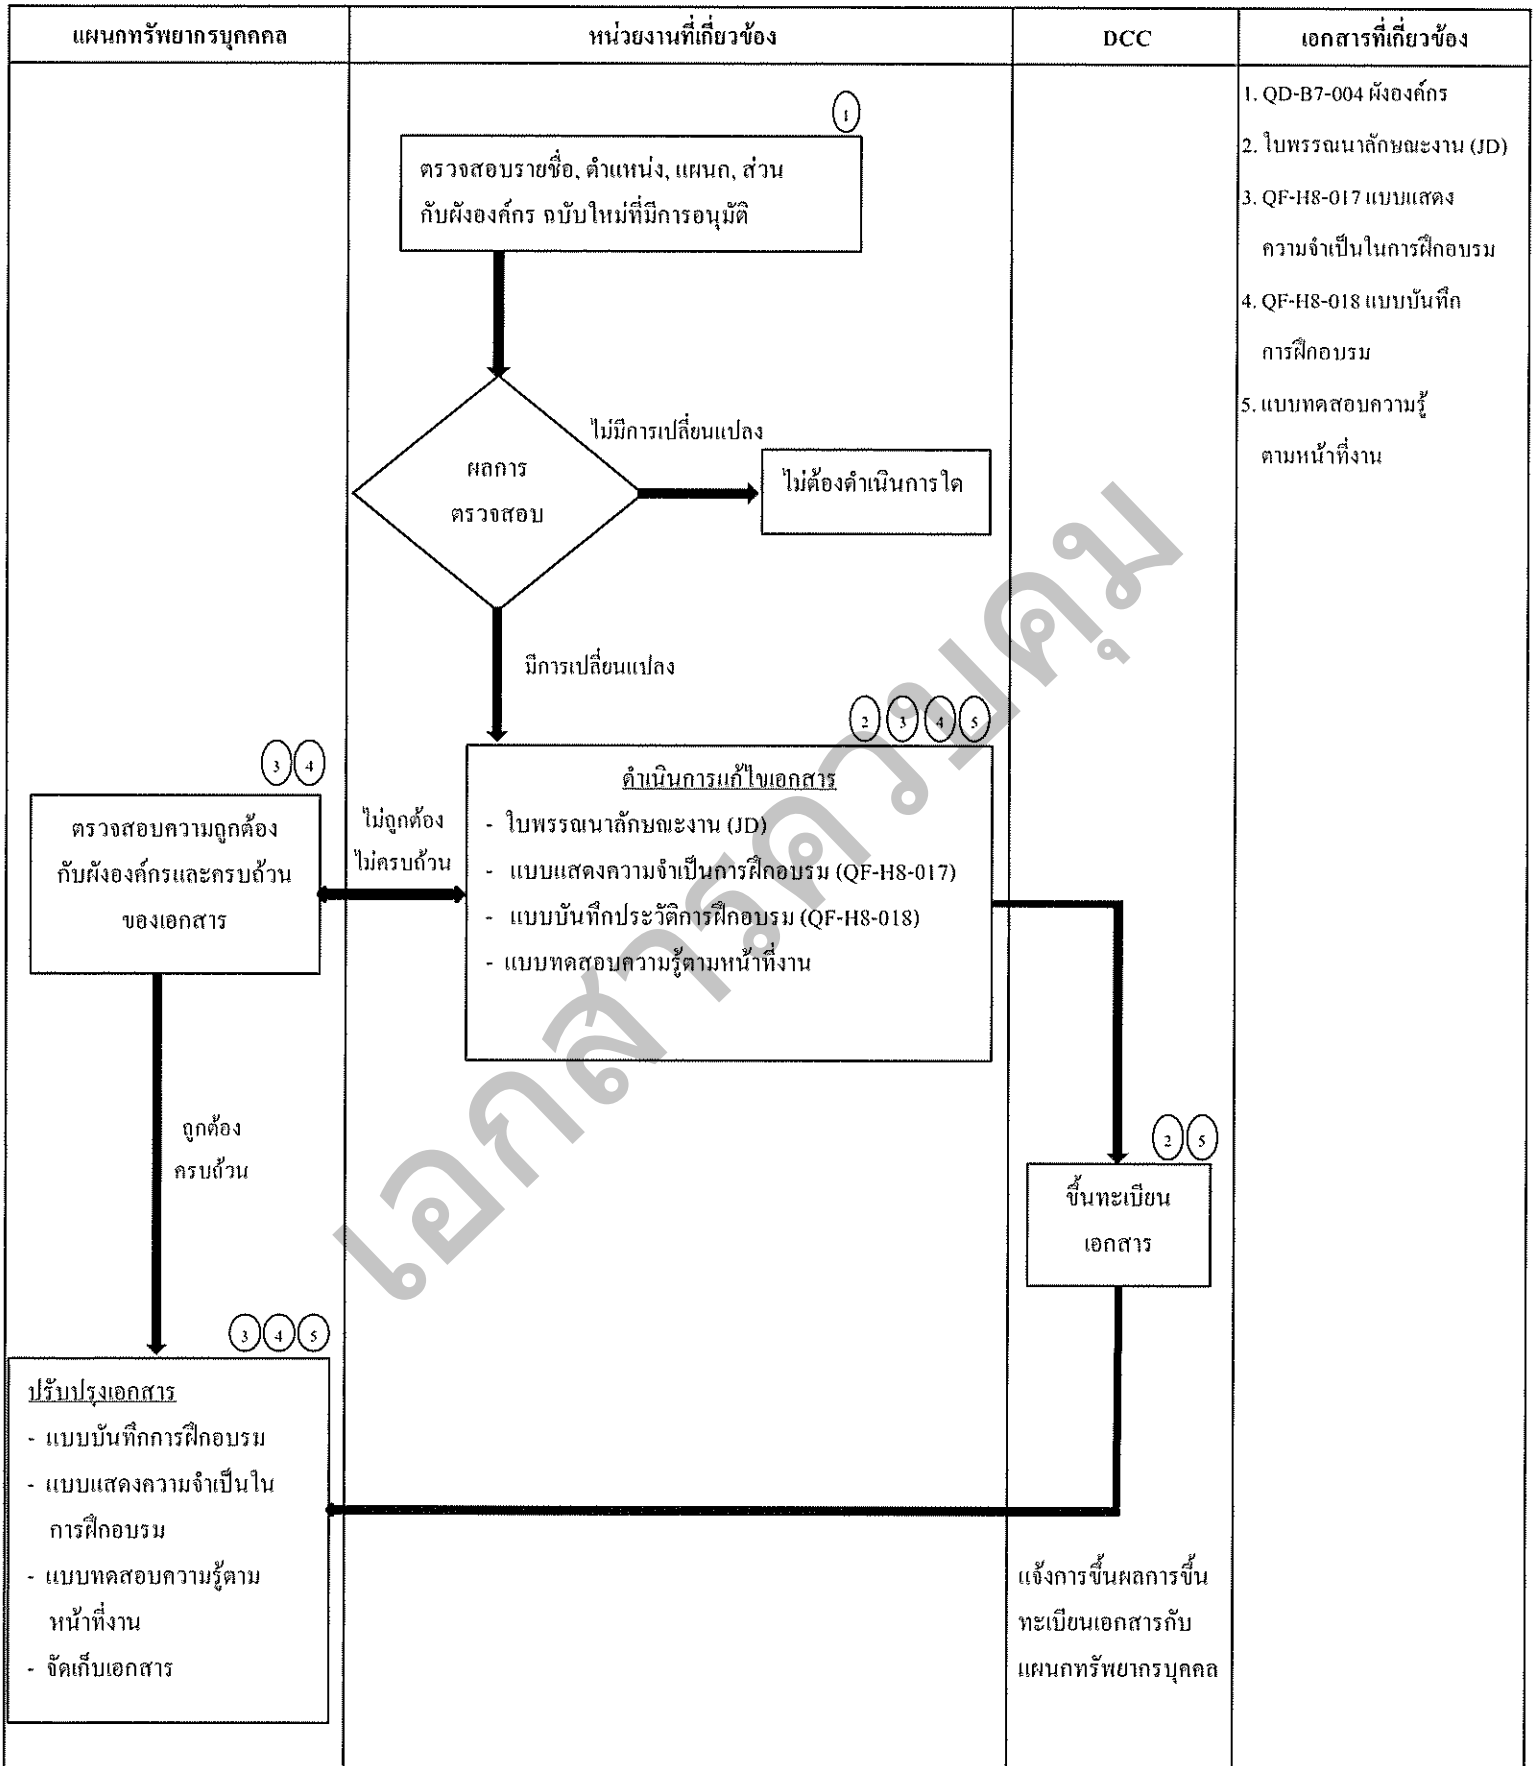 แผนกทรัพยากรบุคกคล
หน่วยงานที่เกี่ยวข้อง
DCC
เอกสารที่เกี่ยวข้อง
1
ตรวจสอบรายชื่อ, ตำแหน่ง, แผนก, ส่วน
กับผังองค์กร ฉบับใหม่ที่มีการอนุมัติ
ผลการ
ตรวจสอบ
ไม่มีการเปลี่ยนแปลง
ไม่ต้องดำเนินการใด
มีการเปลี่ยนแปลง
2 3 4 5
ดำเนินการแก้ไขเอกสาร
- ใบพรรณนาลักษณะงาน (JD)
- แบบแสดงความจำเป็นการฝึกอบรม (QF-H8-017)
- แบบบันทึกประวัติการฝึกอบรม (QF-H8-018)
- แบบทดสอบความรู้ตามหน้าที่งาน
ไม่ถูกต้อง
ไม่ครบถ้วน
3 4
ตรวจสอบความถูกต้อง
กับผังองค์กรและครบถ้วน
ของเอกสาร
ถูกต้อง
ครบถ้วน
2 5
ขึ้นทะเบียน
เอกสาร
3 4 5
ปรับปรุงเอกสาร
- แบบบันทึกการฝึกอบรม
- แบบแสดงความจำเป็นใน
การฝึกอบรม
- แบบทดสอบความรู้ตาม
หน้าที่งาน
- จัดเก็บเอกสาร
แจ้งการขึ้นผลการขึ้น
ทะเบียนเอกสารกับ
แผนกทรัพยากรบุคคล
1. QD-B7-004 ผังองค์กร
2. ใบพรรณนาลักษณะงาน (JD)
3. QF-H8-017 แบบแสดง
ความจำเป็นในการฝึกอบรม
4. QF-H8-018 แบบบันทึก
การฝึกอบรม
5. แบบทดสอบความรู้
ตามหน้าที่งาน
เอกสารควบคุม